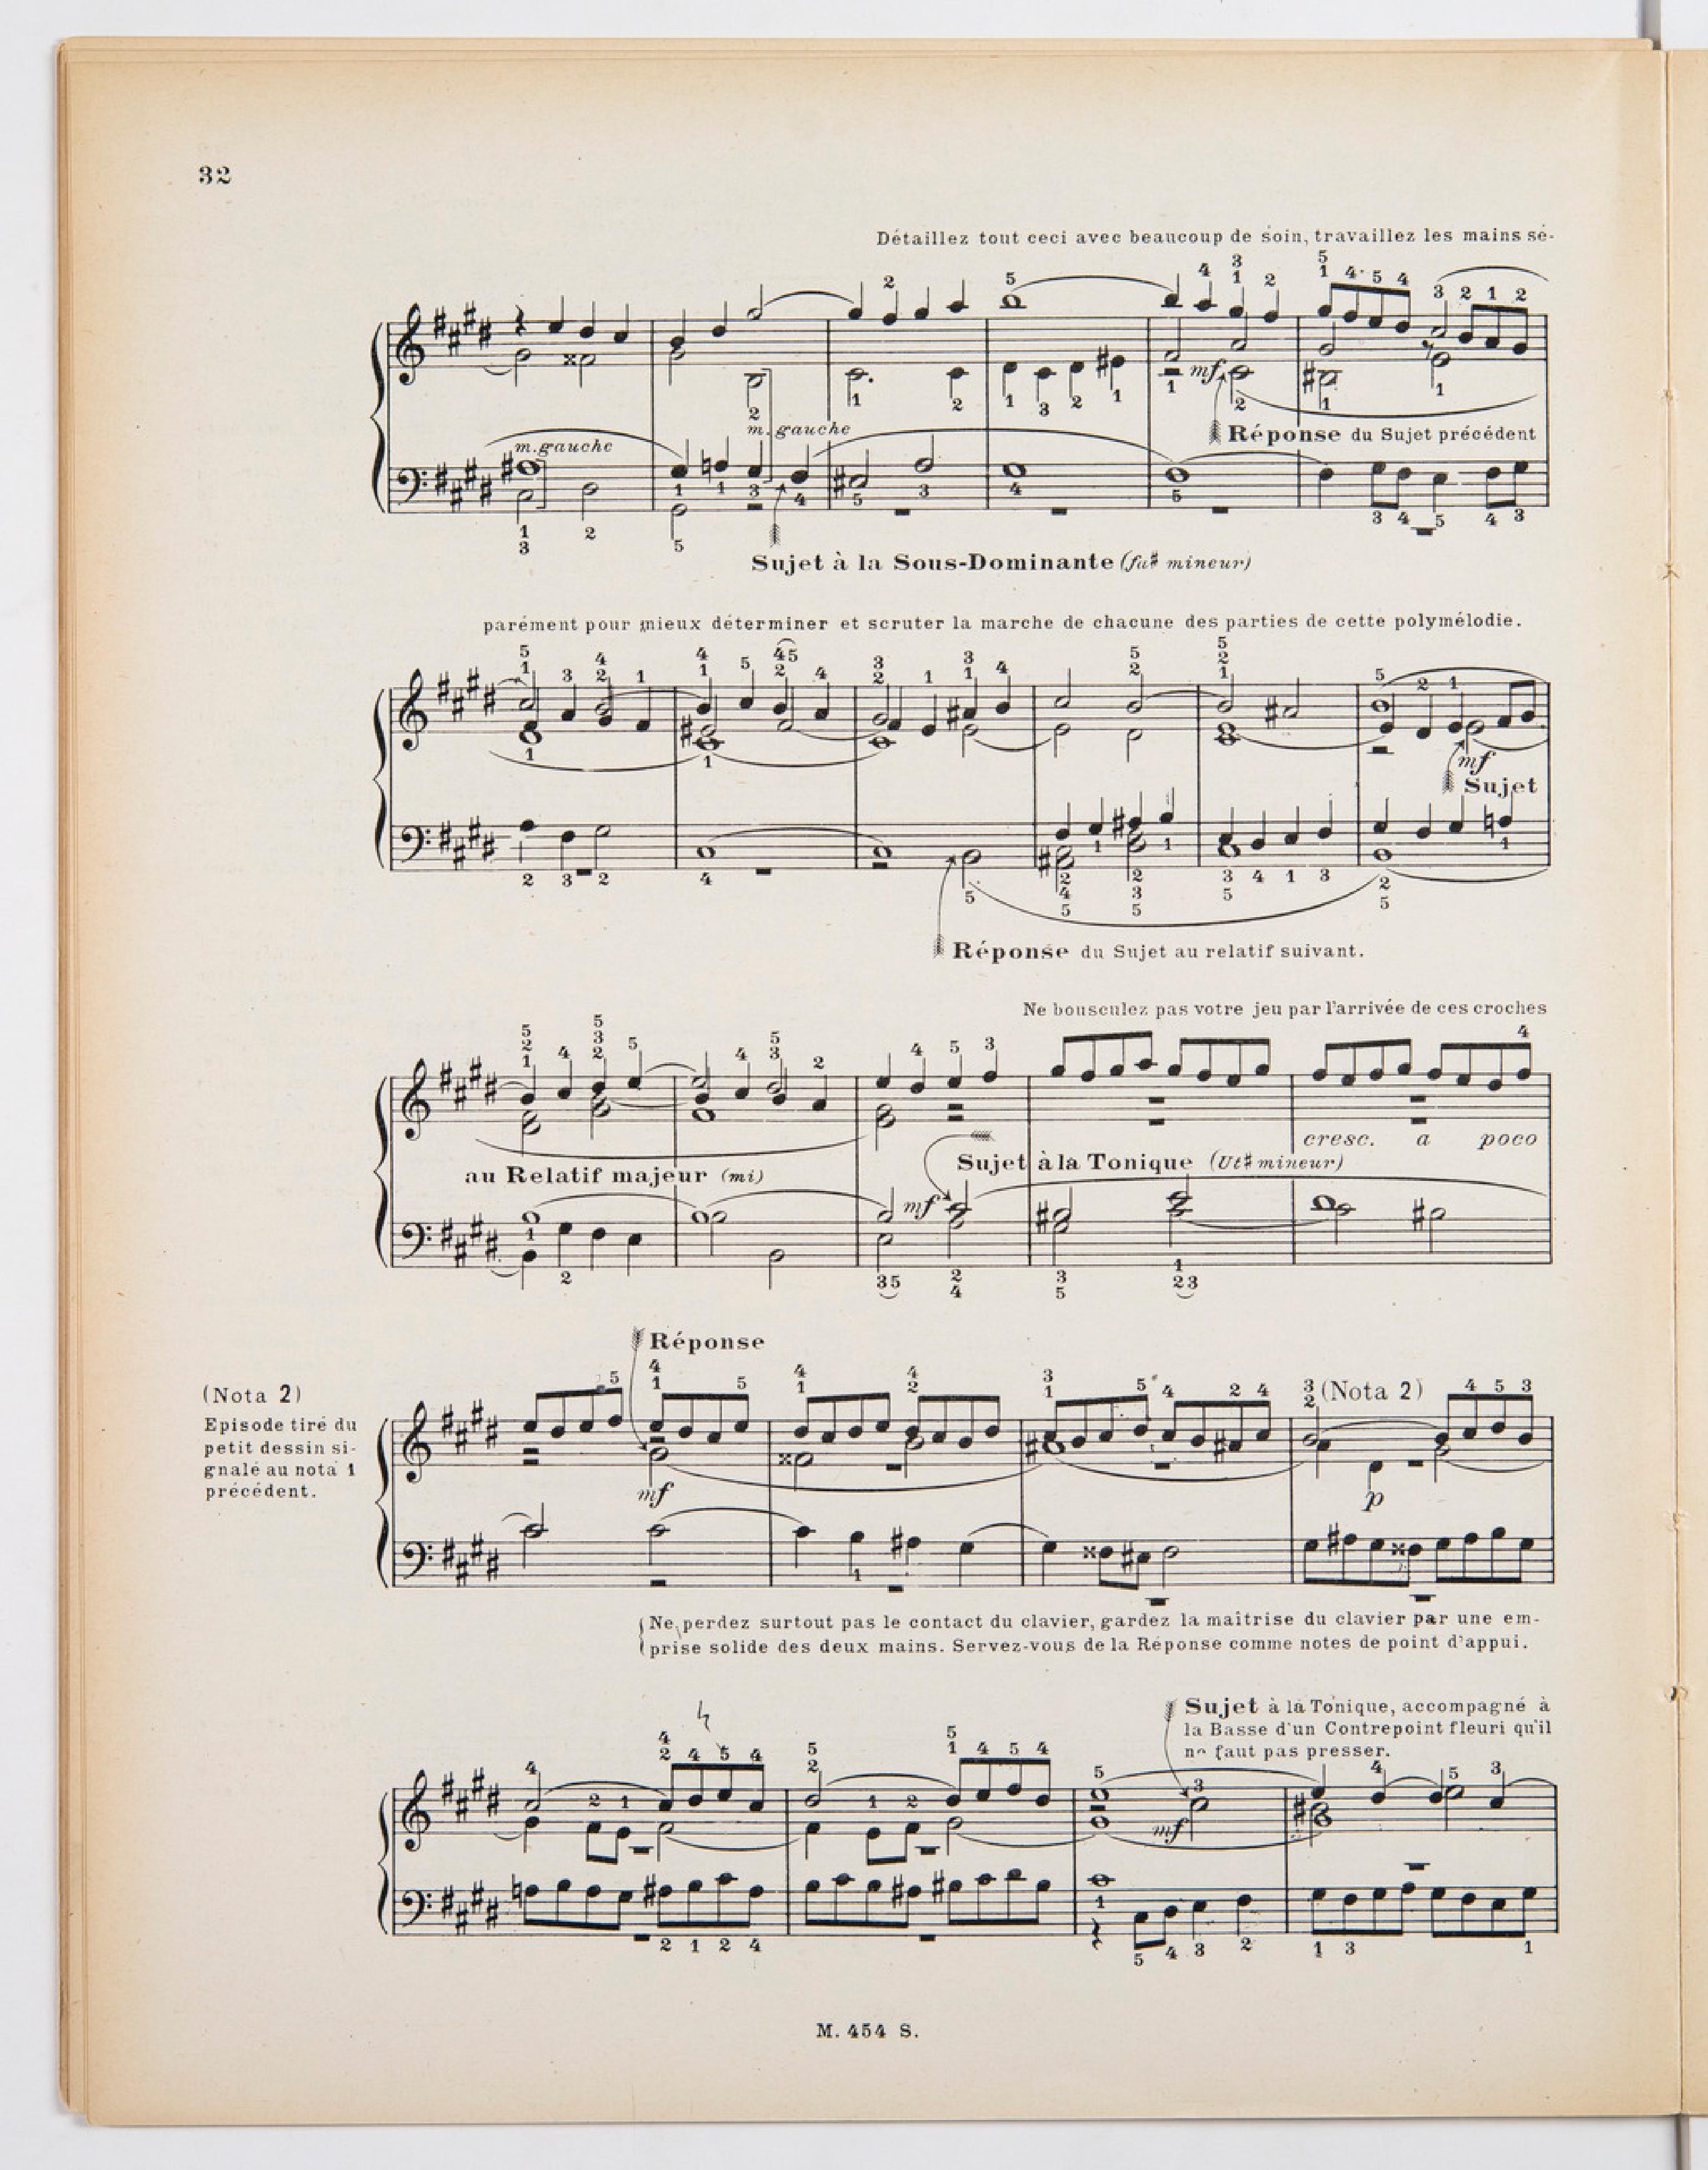 32
Détaillez tout ceci avec beaucoup de soin, travaillez les mains sé-
m. gauche
m. gauche
mf
Réponse du Sujet précédent
Sujet à la Sous-Dominante (fa# mineur)
parément pour mieux déterminer et scruter la marche de chacune des parties de cette polymélodie.
mf
Sujet
Réponse du Sujet au relatif suivant.
Ne bousculez pas votre jeu par l'arrivée de ces croches
cresc. a poco
au Relatif majeur (mi)
Sujet à la Tonique (Ut# mineur)
mf
Réponse
(Nota 2)
Episode tiré du
petit dessin si-
gnalé au nota 1
précédent.
(Nota 2)
mf
p
Ne perdez surtout pas le contact du clavier, gardez la maîtrise du clavier par une em-
prise solide des deux mains. Servez-vous de la Réponse comme notes de point d'appui.
Sujet à la Tonique, accompagné à
la Basse d'un Contrepoint fleuri qu'il
ne faut pas presser.
mf
M. 454 S.